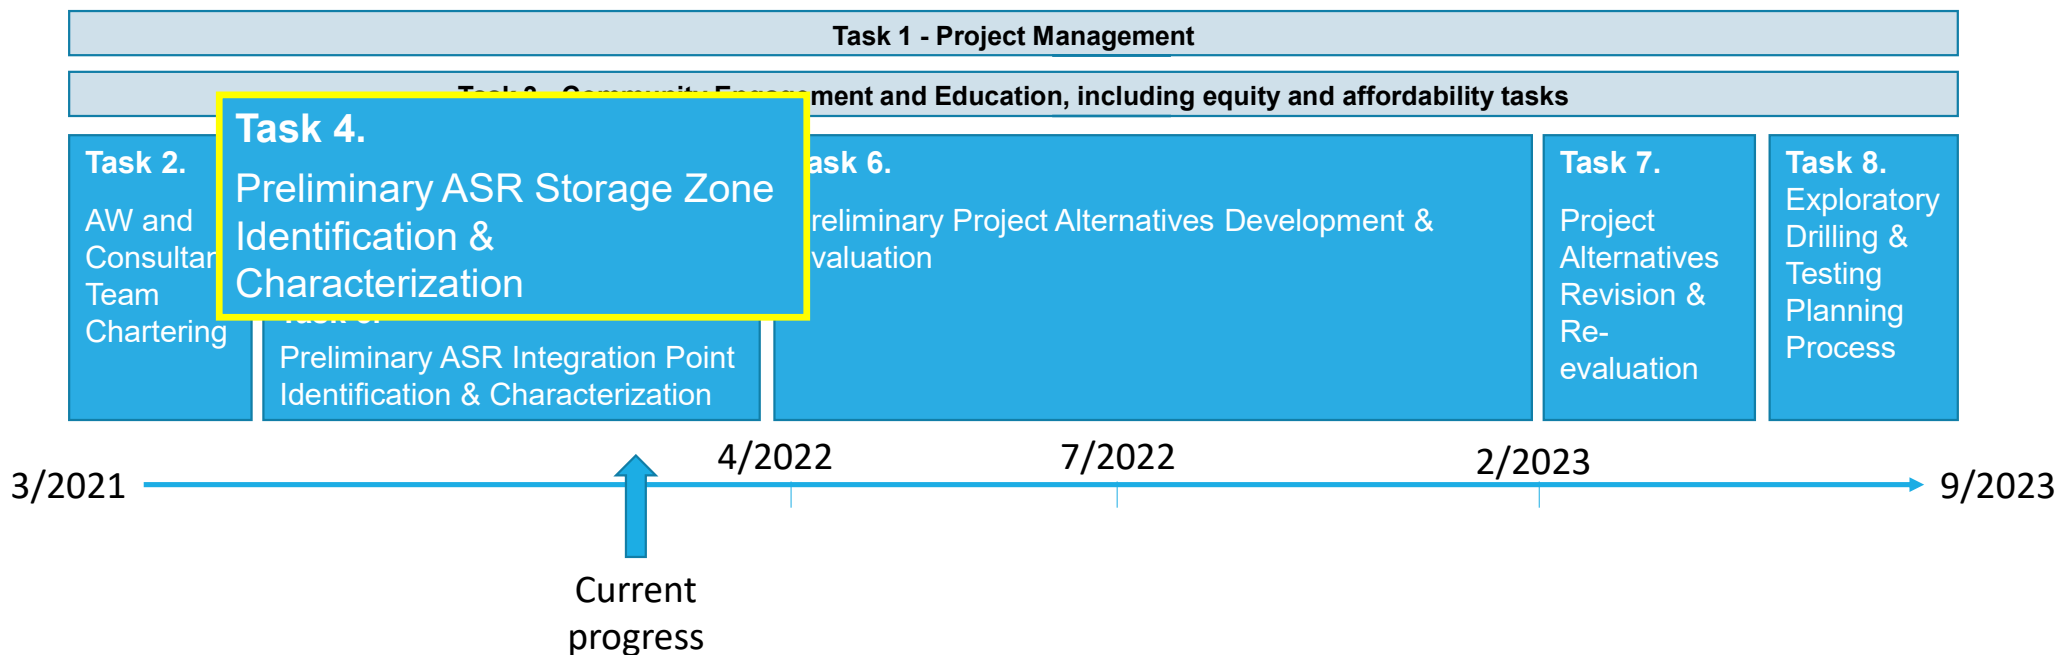 Task 1 - Project Management
Community Engagement and Education, including equity and affordability tasks
Task 2.
AW and
Consultan
Team
Chartering
Task 4.
Preliminary ASR Storage Zone
Identification &
Characterization
Preliminary ASR Integration Point
Identification & Characterization
ask 6.
reliminary Project Alternatives Development &
valuation
Task 7.
Project
Alternatives
Revision &
Re-
evaluation
Task 8.
Exploratory
Drilling &
Testing
Planning
Process
3/2021
4/2022
7/2022
2/2023
9/2023
Current
progress